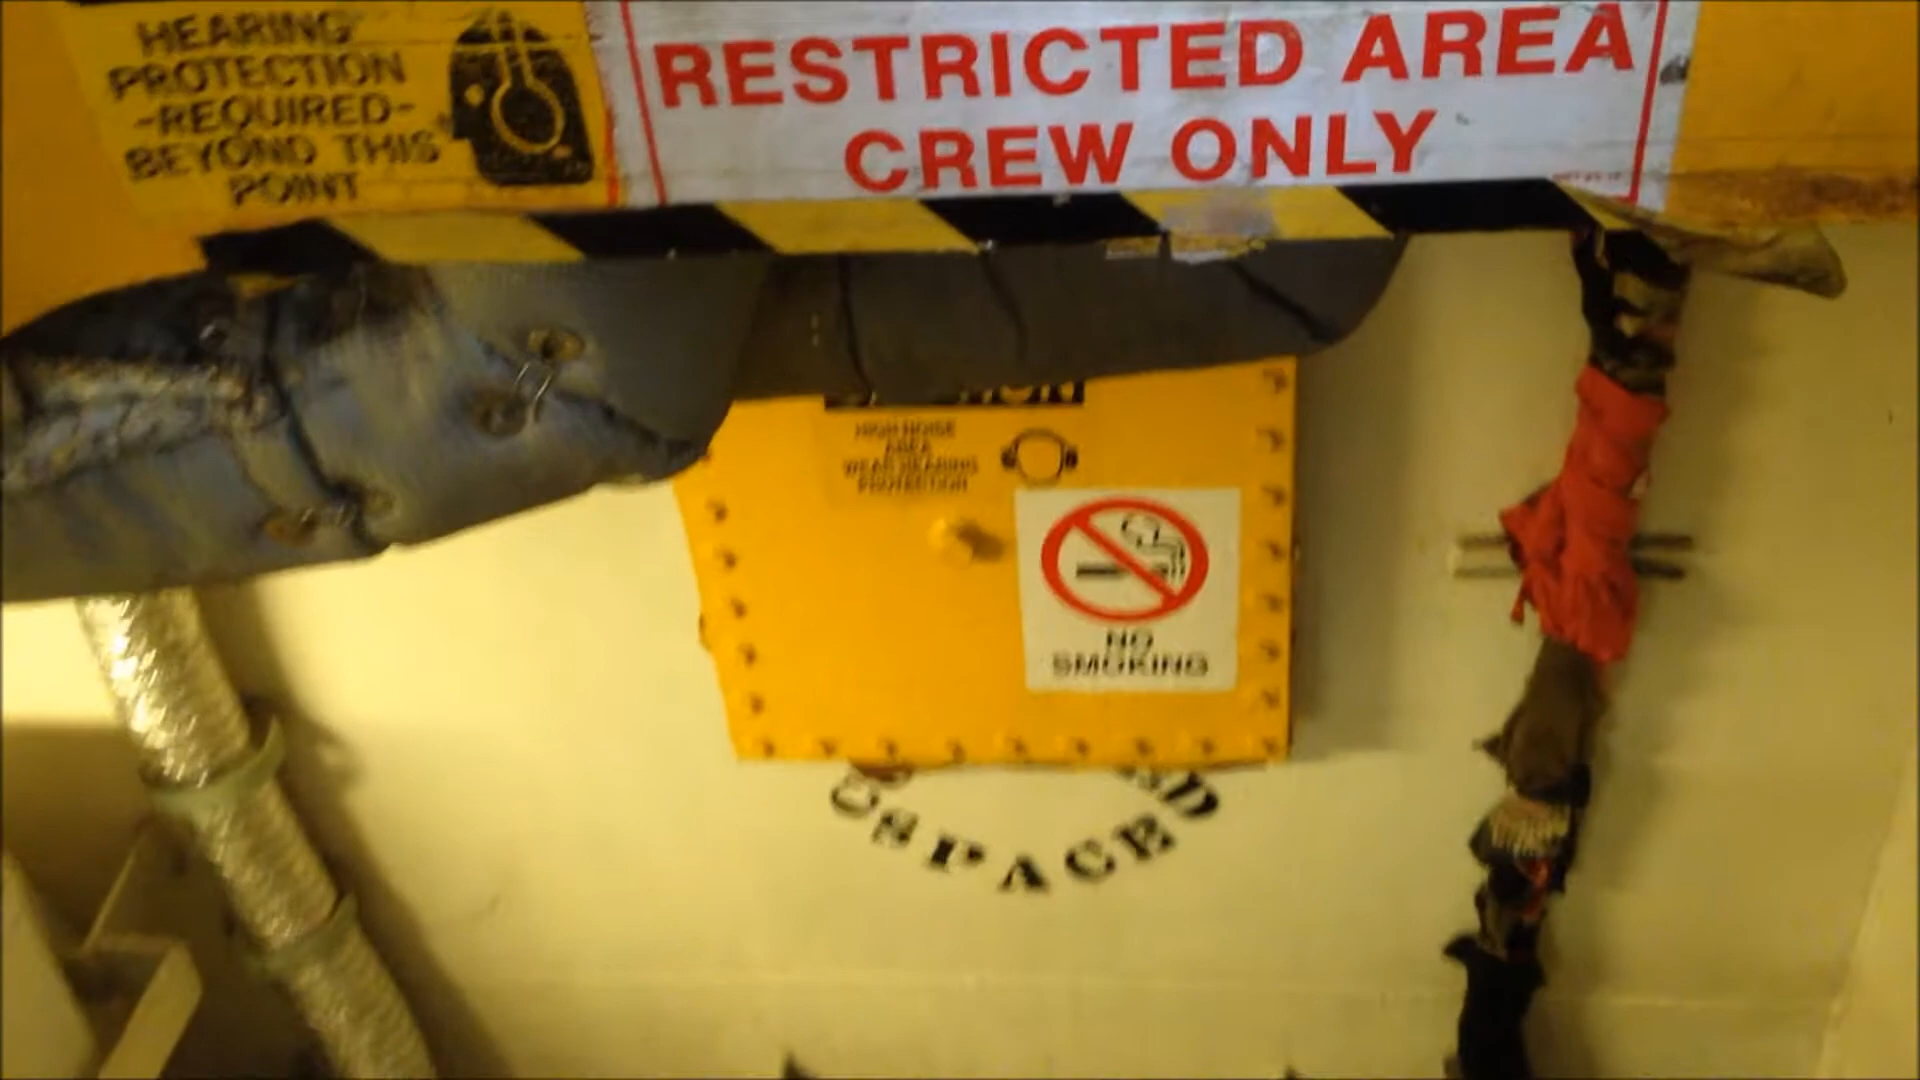 HEARING
PROTECTION
-REQUIRED-
BEYOND THIS
POINT
RESTRICTED AREA
CREW ONLY
HIGH NOISE
AREA
WEAR HEARING
PROTECTION
NO
SMOKING
SPACE